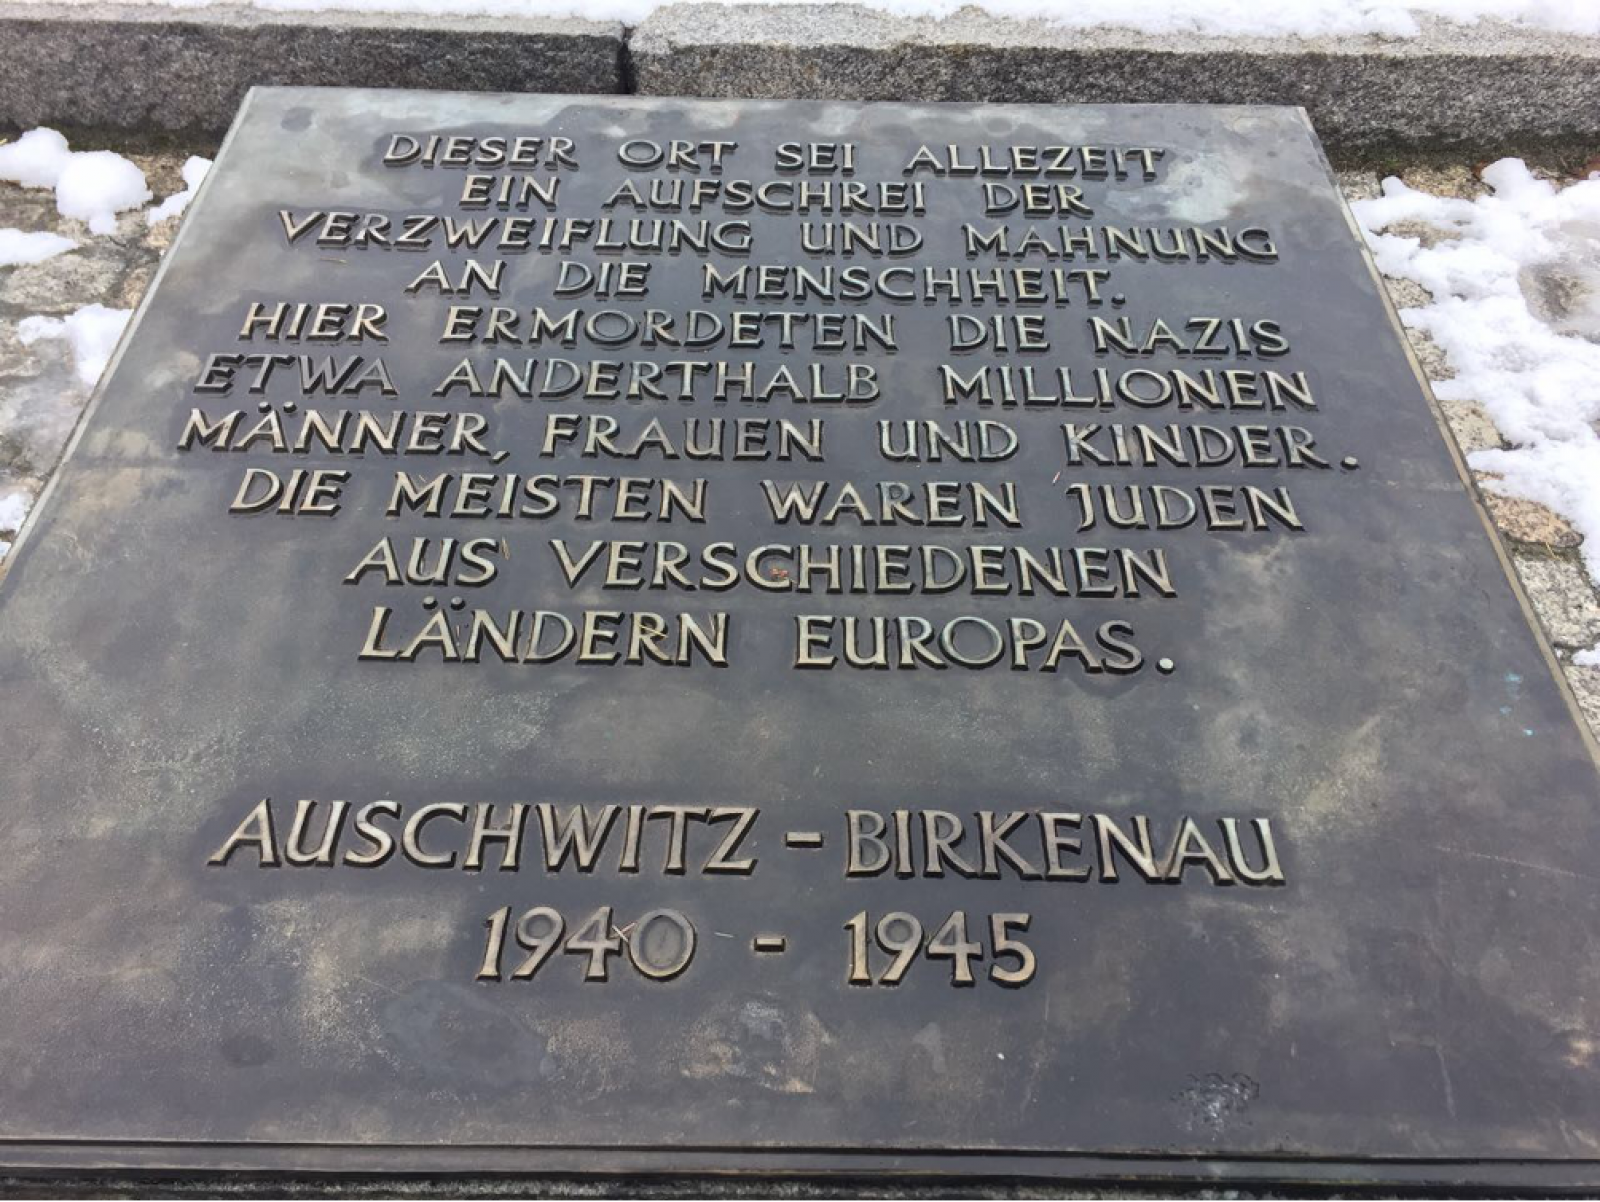 DIESER ORT SEI ALLEZEIT
EIN AUFSCHREI DER
VERZWEIFLUNG UND MAHNUNG
AN DIE MENSCHHEIT.
HIER ERMORDETEN DIE NAZIS
ETWA ANDERTHALB MILLIONEN
MÄNNER, FRAUEN UND KINDER.
DIE MEISTEN WAREN JUDEN
AUS VERSCHIEDENEN
LÄNDERN EUROPAS.
AUSCHWITZ - BIRKENAU
1940 - 1945